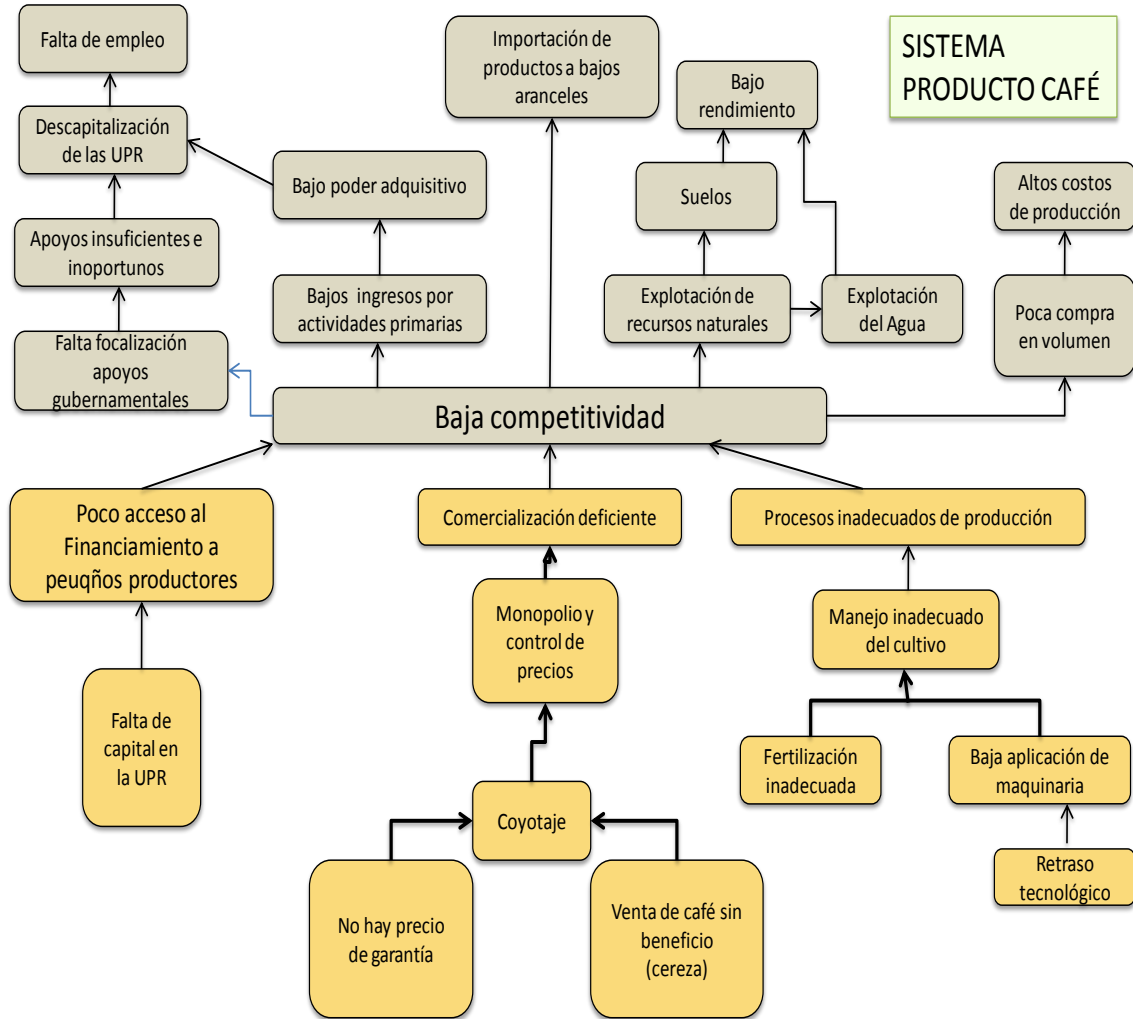 Falta de empleo
Importación de
productos a bajos
aranceles
SISTEMA
PRODUCTO CAFÉ
Bajo
rendimiento
Descapitalización
de las UPR
Bajo poder adquisitivo
Suelos
Altos costos
de producción
Apoyos insuficientes e
inoportunos
Bajos ingresos por
actividades primarias
Explotación de
recursos naturales
Explotación
del Agua
Poca compra
en volumen
Falta focalización
apoyos
gubernamentales
Baja competitividad
Poco acceso al
Financiamiento a
peuqños productores
Comercialización deficiente
Procesos inadecuados de producción
Monopolio y
control de
precios
Manejo inadecuado
del cultivo
Falta de
capital en
la UPR
Fertilización
inadecuada
Baja aplicación de
maquinaria
Coyotaje
Retraso
tecnológico
No hay precio
de garantía
Venta de café sin
beneficio
(cereza)